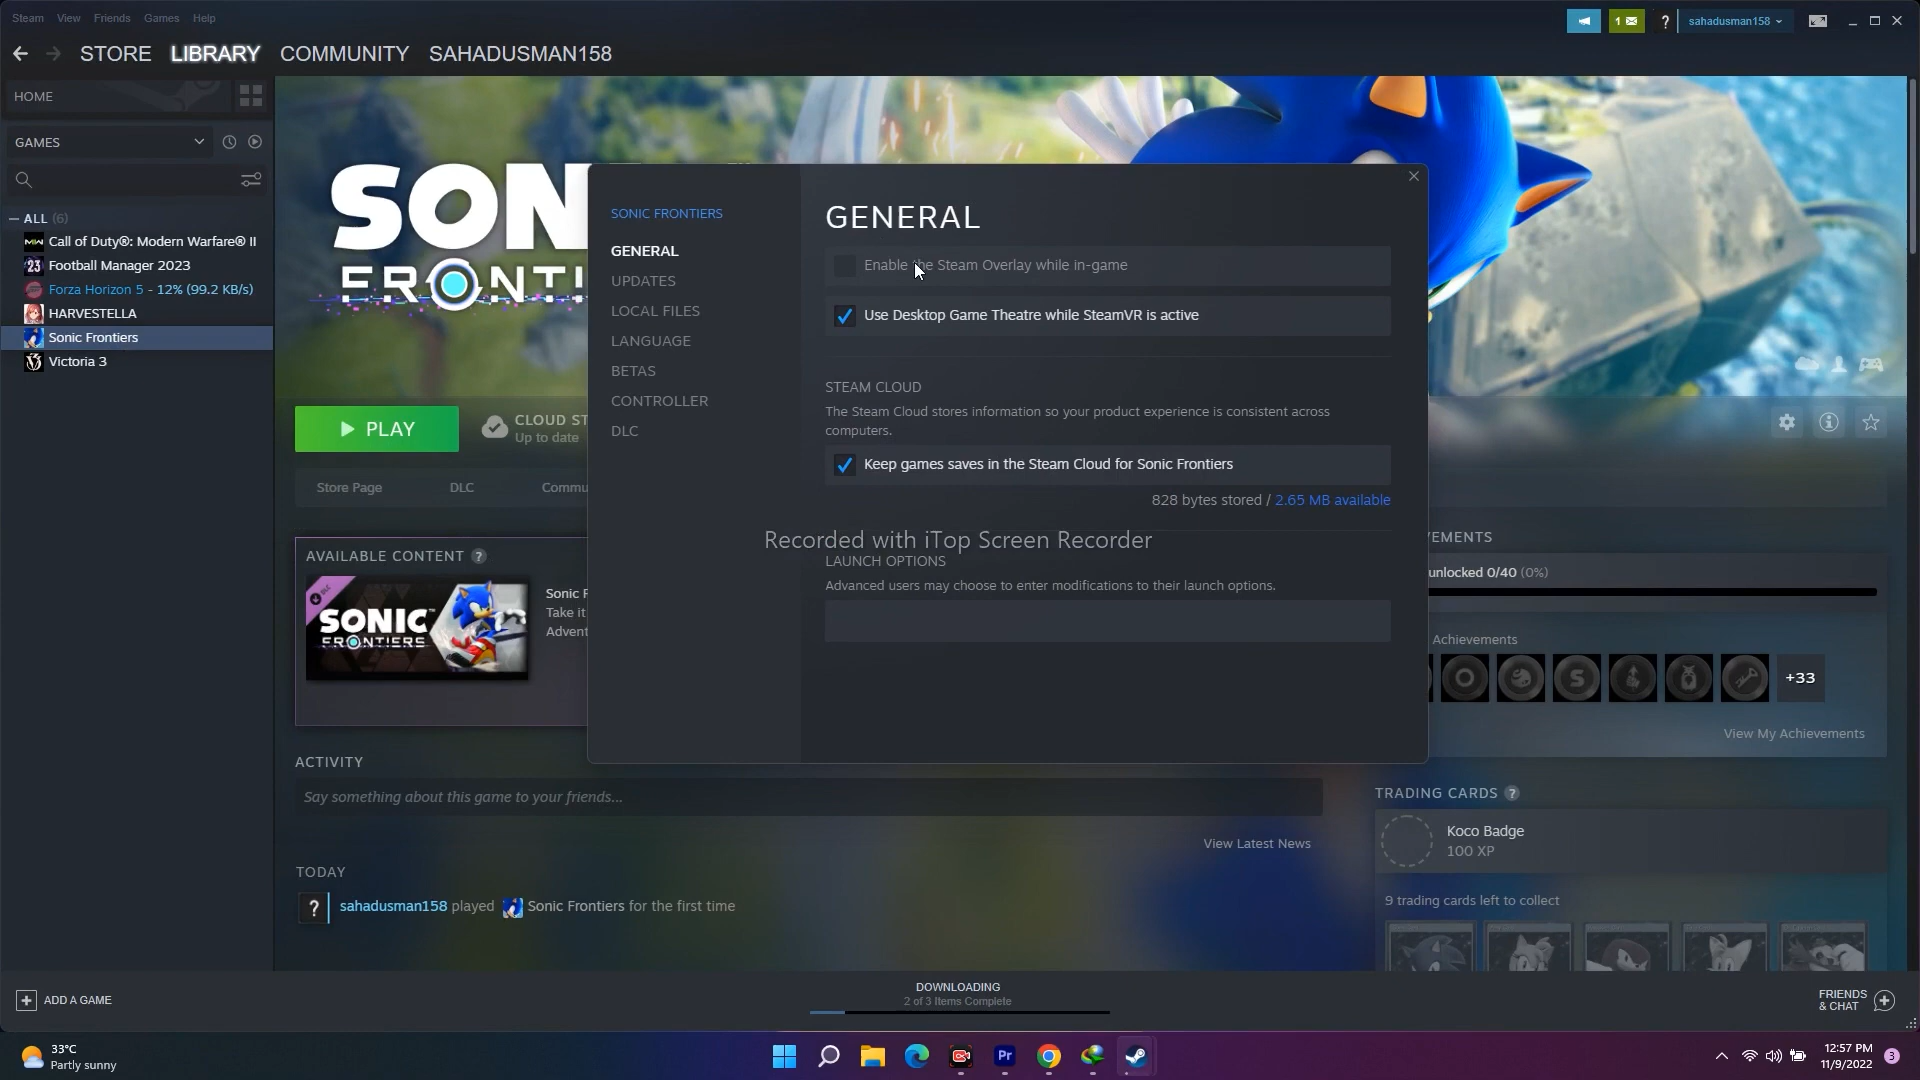 Steam View Friends Games Help
1
?
sahadusman158
STORE LIBRARY COMMUNITY SAHADUSMAN158
HOME
GAMES
ALL (6)
Call of Duty®: Modern Warfare® II
Football Manager 2023
Forza Horizon 5 - 12% (99.2 KB/s)
HARVESTELLA
Sonic Frontiers
Victoria 3
SON
FRONTI
PLAY
CLOUD ST
Up to date
Store Page DLC Commu
AVAILABLE CONTENT ?
DLC
SONIC
FRONTIERS
Sonic F
Take it
Advent
ACTIVITY
Say something about this game to your friends...
View Latest News
TODAY
? sahadusman158 played Sonic Frontiers for the first time
SONIC FRONTIERS
GENERAL
UPDATES
LOCAL FILES
LANGUAGE
BETAS
CONTROLLER
DLC
GENERAL
Enable the Steam Overlay while in-game
Use Desktop Game Theatre while SteamVR is active
STEAM CLOUD
The Steam Cloud stores information so your product experience is consistent across
computers.
Keep games saves in the Steam Cloud for Sonic Frontiers
828 bytes stored / 2.65 MB available
Recorded with iTop Screen Recorder
LAUNCH OPTIONS
Advanced users may choose to enter modifications to their launch options.
EVEMENTS
unlocked 0/40 (0%)
Achievements
+33
View My Achievements
TRADING CARDS ?
Koco Badge
100 XP
9 trading cards left to collect
ADD A GAME
DOWNLOADING
2 of 3 Items Complete
FRIENDS
& CHAT
33°C
Partly sunny
Pr
12:57 PM
11/9/2022
3